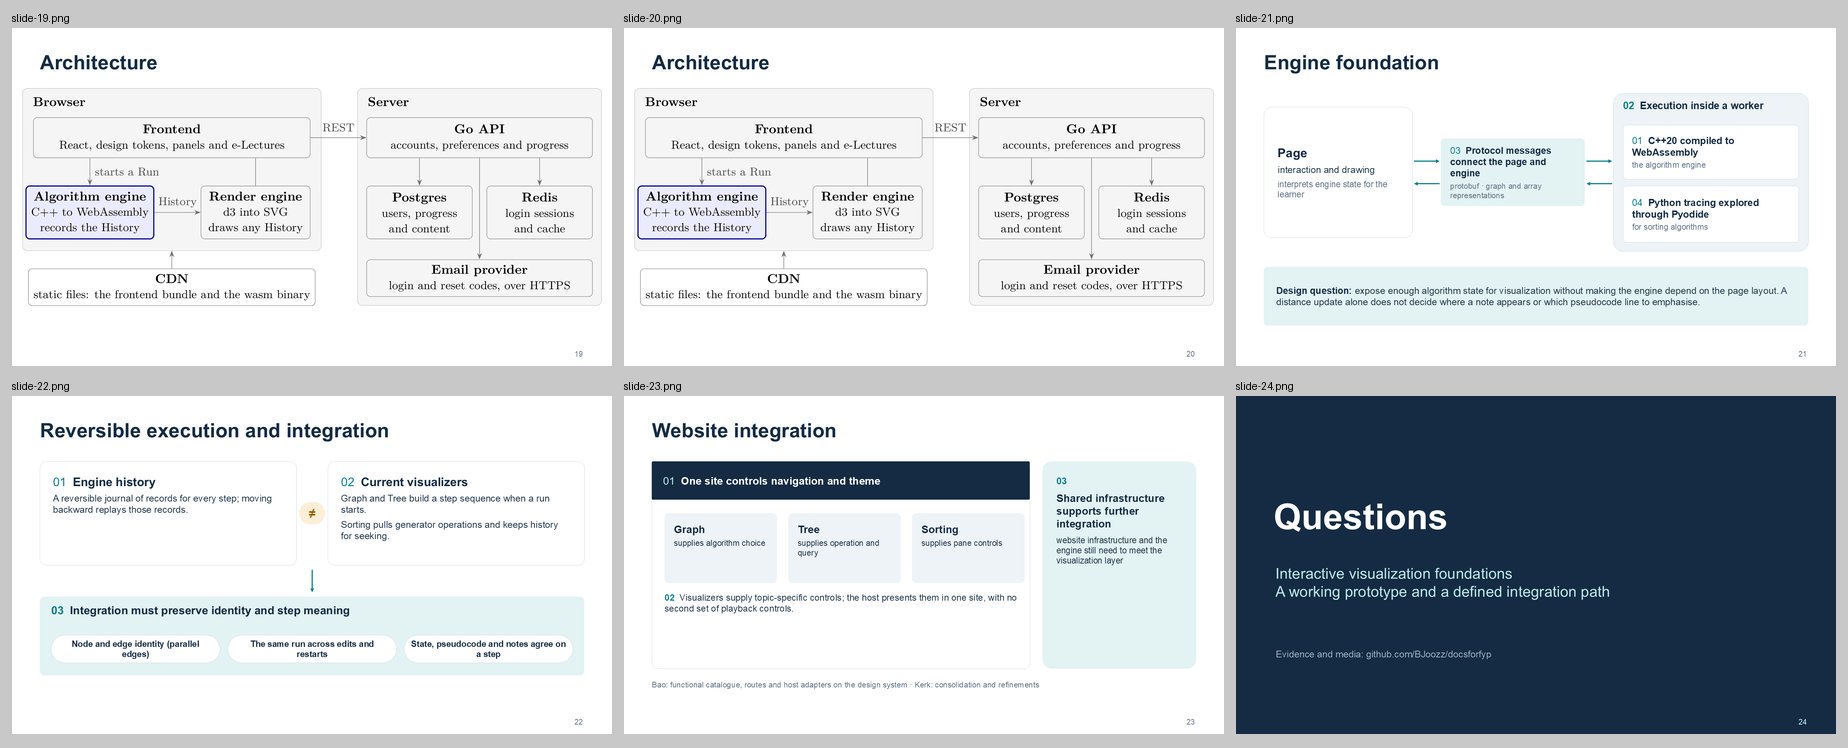 slide-19.png
Architecture
Browser
Frontend
React, design tokens, panels and e-Lectures
starts a Run
Algorithm engine
C++ to WebAssembly
records the History
History
Render engine
d3 into SVG
draws any History
CDN
static files: the frontend bundle and the wasm binary
REST
Server
Go API
accounts, preferences and progress
Postgres
users, progress
and content
Redis
login sessions
and cache
Email provider
login and reset codes, over HTTPS
19
slide-20.png
Architecture
Browser
Frontend
React, design tokens, panels and e-Lectures
starts a Run
Algorithm engine
C++ to WebAssembly
records the History
History
Render engine
d3 into SVG
draws any History
CDN
static files: the frontend bundle and the wasm binary
REST
Server
Go API
accounts, preferences and progress
Postgres
users, progress
and content
Redis
login sessions
and cache
Email provider
login and reset codes, over HTTPS
20
slide-21.png
Engine foundation
Page
interaction and drawing
interprets engine state for the
learner
03 Protocol messages
connect the page and
engine
protobuf · graph and array
representations
02 Execution inside a worker
01 C++20 compiled to
WebAssembly
the algorithm engine
04 Python tracing explored
through Pyodide
for sorting algorithms
Design question: expose enough algorithm state for visualization without making the engine depend on the page layout. A
distance update alone does not decide where a note appears or which pseudocode line to emphasise.
21
slide-22.png
Reversible execution and integration
01 Engine history
A reversible journal of records for every step; moving
backward replays those records.
≠
02 Current visualizers
Graph and Tree build a step sequence when a run
starts.
Sorting pulls generator operations and keeps history
for seeking.
03 Integration must preserve identity and step meaning
Node and edge identity (parallel
edges)
The same run across edits and
restarts
State, pseudocode and notes agree on
a step
22
slide-23.png
Website integration
01 One site controls navigation and theme
Graph
supplies algorithm choice
Tree
supplies operation and
query
Sorting
supplies pane controls
02 Visualizers supply topic-specific controls; the host presents them in one site, with no
second set of playback controls.
03
Shared infrastructure
supports further
integration
website infrastructure and the
engine still need to meet the
visualization layer
Bao: functional catalogue, routes and host adapters on the design system · Kerk: consolidation and refinements
23
slide-24.png
Questions
Interactive visualization foundations
A working prototype and a defined integration path
Evidence and media: github.com/BJoozz/docsforfyp
24